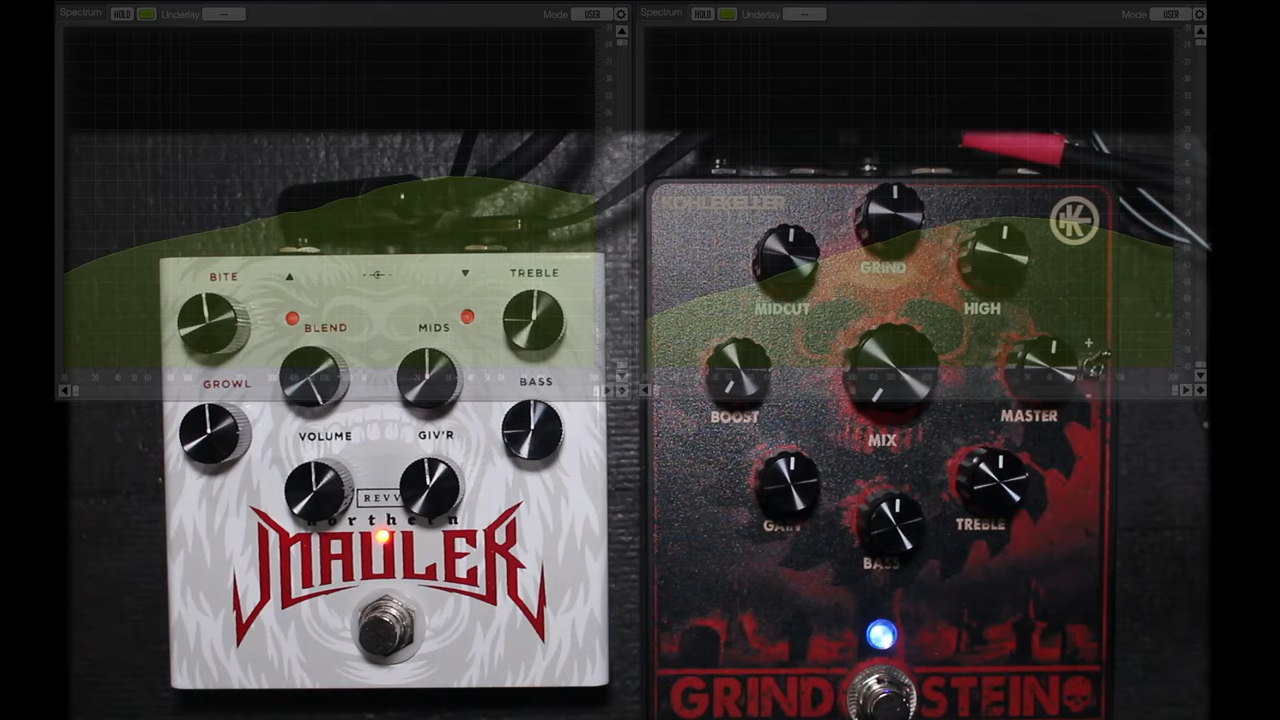 Spectrum HOLD Underlay --- Mode USER
Spectrum HOLD Underlay --- Mode USER
BITE
TREBLE
BLEND
MIDS
GROWL
BASS
VOLUME
GIV'R
REVV
northern
MAULER
KOHLEKELLER
K
GRIND
MIDCUT
HIGH
BOOST
MIX
MASTER
+
-
GAIN
TREBLE
BASS
GRIND STEIN